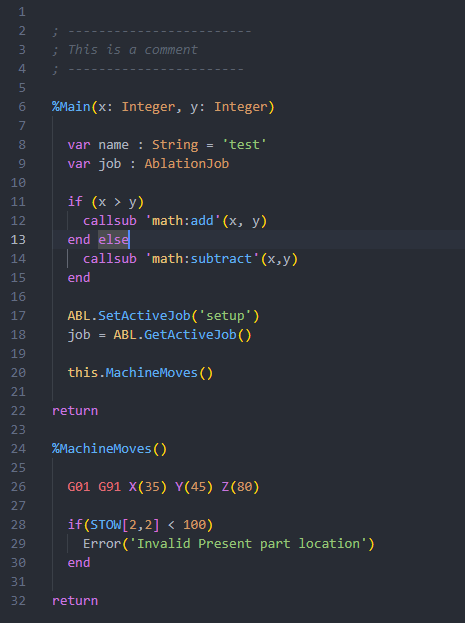 1
2 ; ------------------------
3 ; This is a comment
4 ; -----------------------
5
6 %Main(x: Integer, y: Integer)
7
8 var name : String = 'test'
9 var job : AblationJob
10
11 if (x > y)
12 callsub 'math:add'(x, y)
13 end else
14 callsub 'math:subtract'(x,y)
15 end
16
17 ABL.SetActiveJob('setup')
18 job = ABL.GetActiveJob()
19
20 this.MachineMoves()
21
22 return
23
24 %MachineMoves()
25
26 G01 G91 X(35) Y(45) Z(80)
27
28 if(STOW[2,2] < 100)
29 Error('Invalid Present part location')
30 end
31
32 return